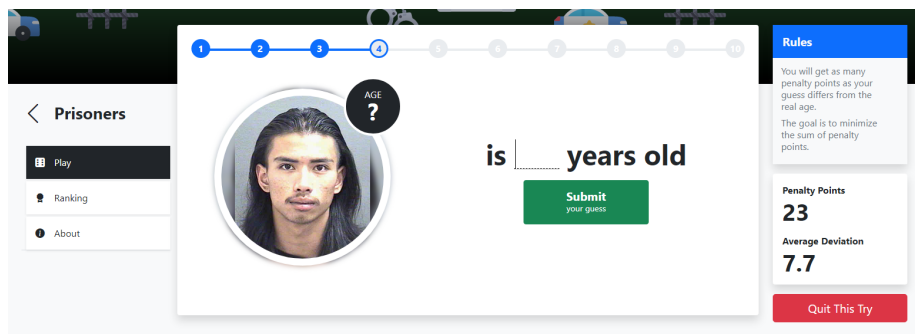 1 2 3 4 5 6 7 8 9 10
Prisoners
Play
Ranking
About
AGE
?
is ____ years old
Submit
your guess
Rules
You will get as many
penalty points as your
guess differs from the
real age.
The goal is to minimize
the sum of penalty
points.
Penalty Points
23
Average Deviation
7.7
Quit This Try